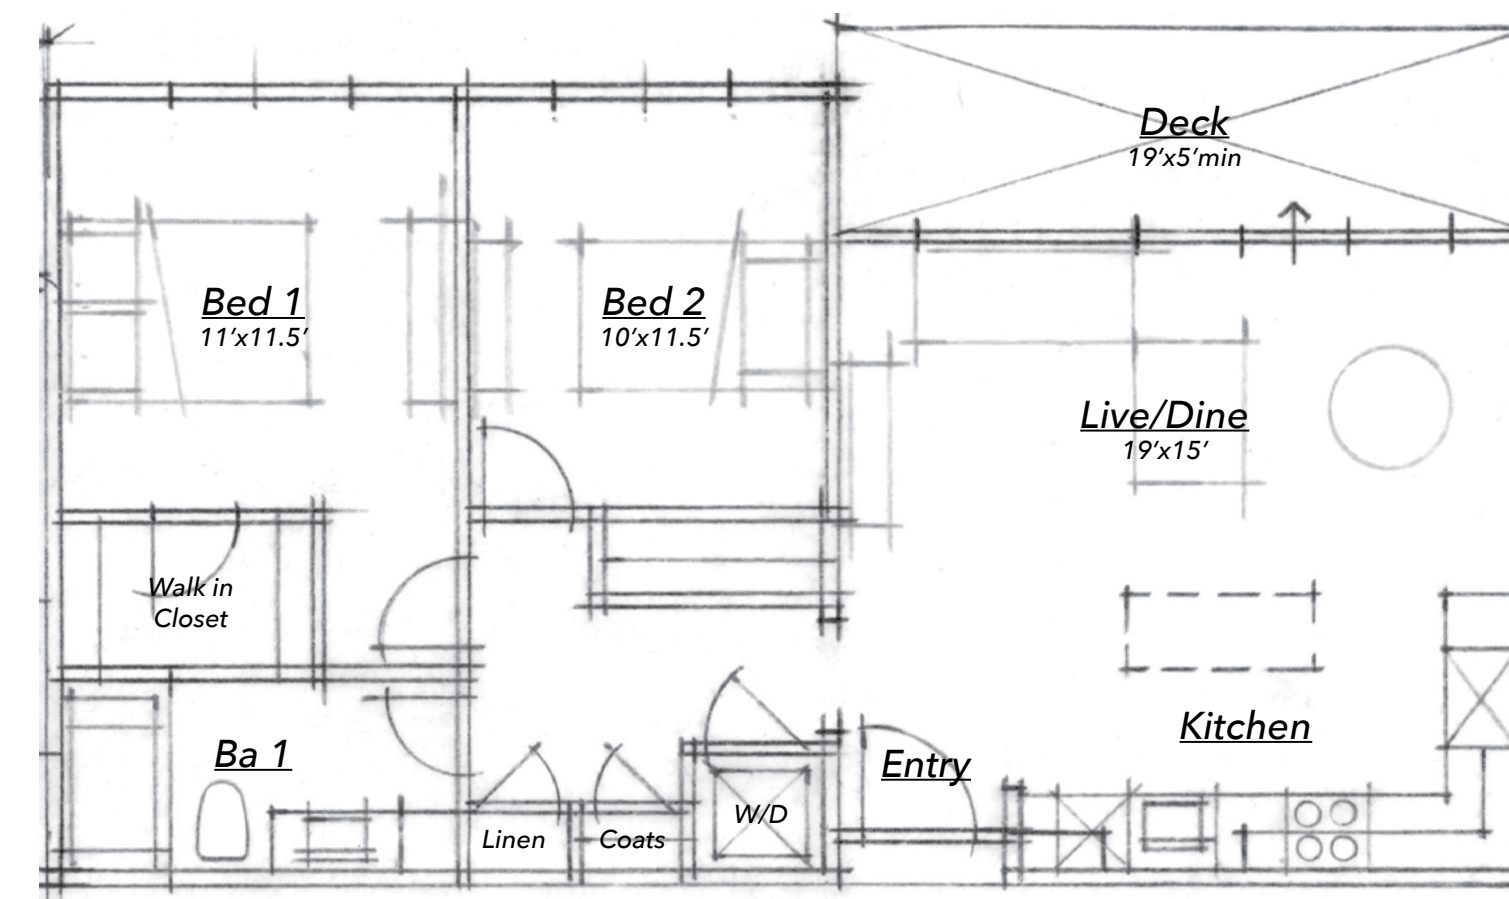 Deck
19'x5'min
Bed 1
11'x11.5'
Bed 2
10'x11.5'
Live/Dine
19'x15'
Walk in
Closet
Kitchen
Ba 1
Entry
W/D
Linen
Coats